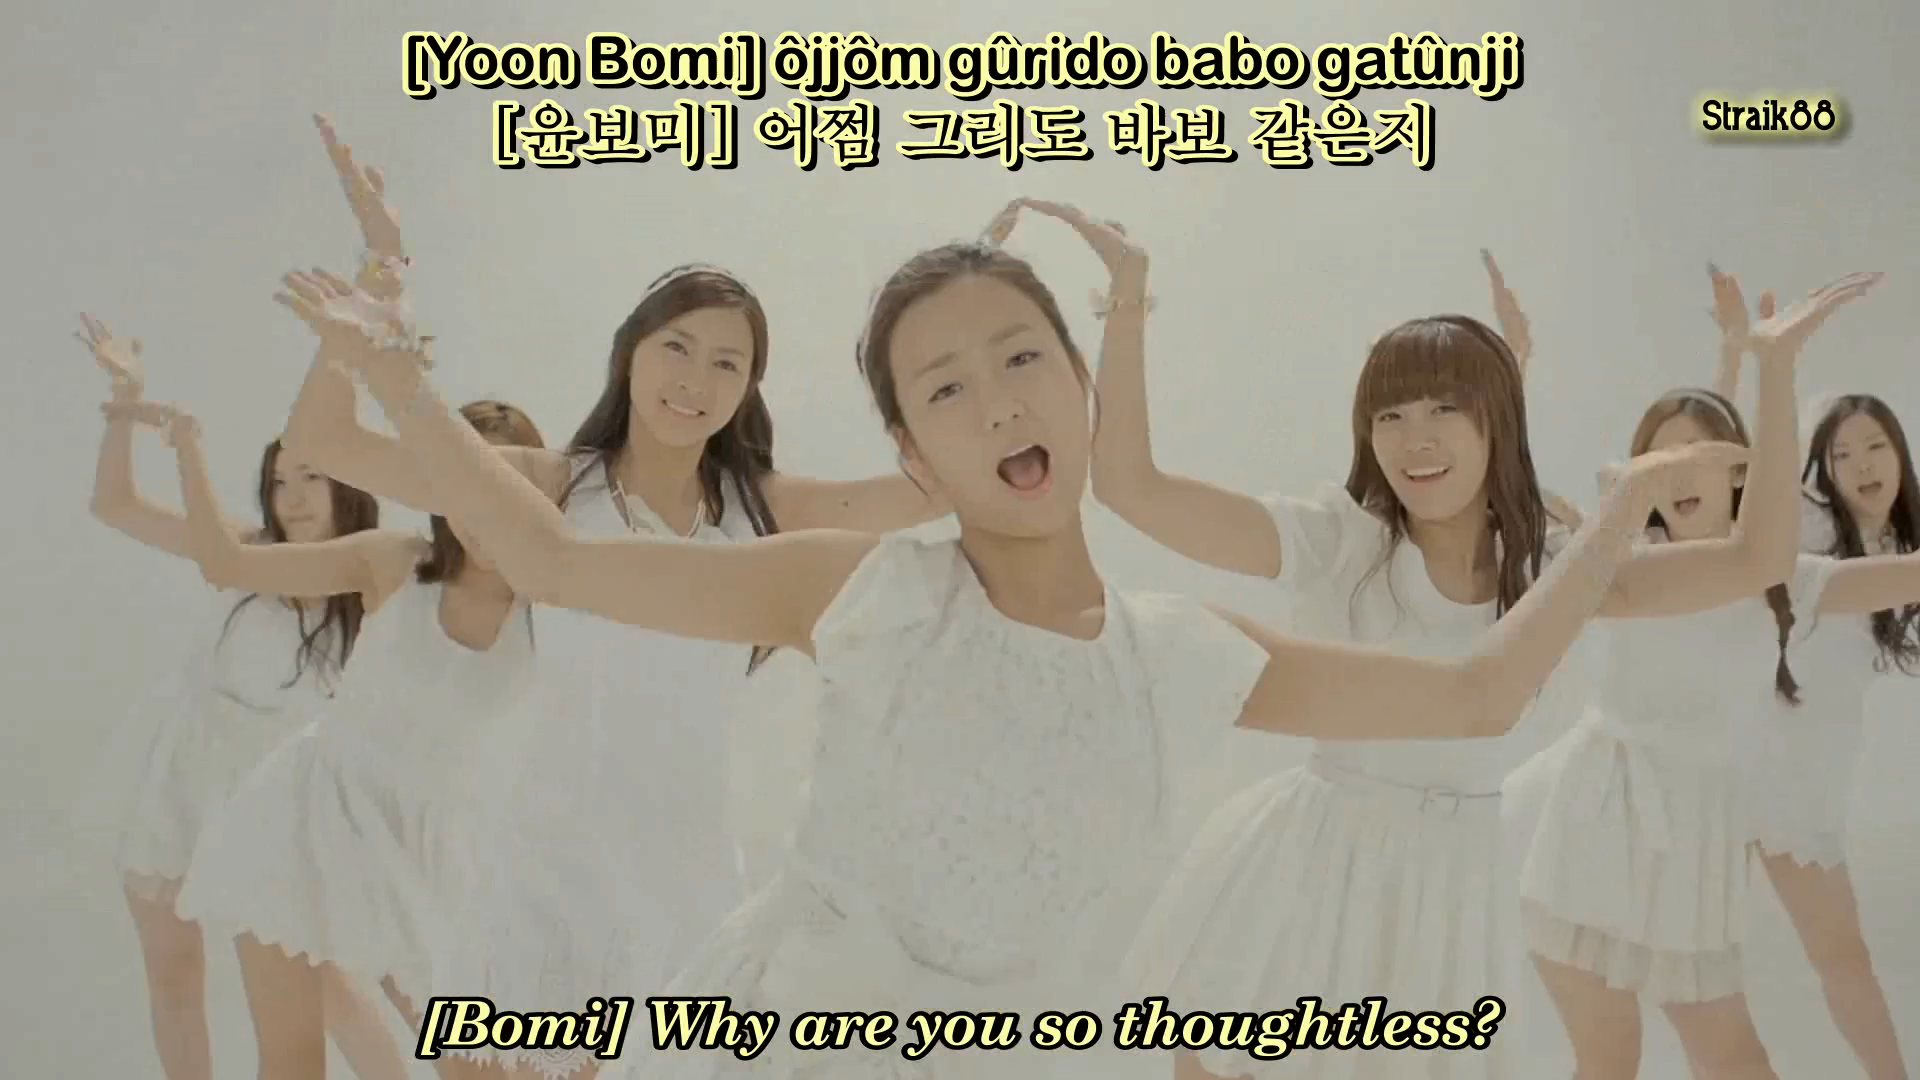 [Yoon Bomi] ôjjôm gûrido babo gatûnji
[윤보미] 어쩜 그리도 바보 같은지
Straik88
[Bomi] Why are you so thoughtless?